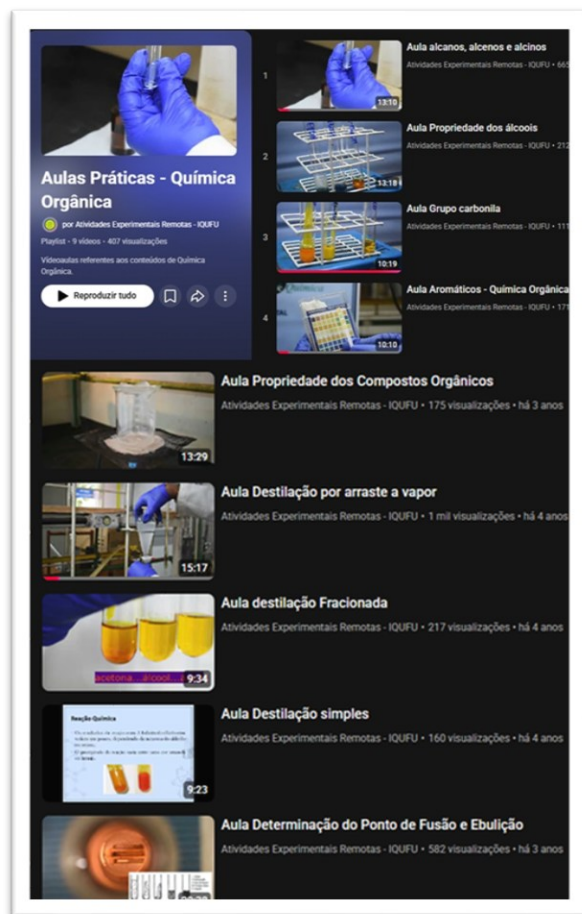 Aulas Práticas - Química
Orgânica
por Atividades Experimentais Remotas - IQUFU
Playlist • 9 vídeos • 407 visualizações
Vídeoaulas referentes aos conteúdos de Química
Orgânica.
Reproduzir tudo
1
13:10
Aula alcanos, alcenos e alcinos
Atividades Experimentais Remotas - IQUFU • 665
2
13:18
Aula Propriedade dos álcoois
Atividades Experimentais Remotas - IQUFU • 212
3
10:19
Aula Grupo carbonila
Atividades Experimentais Remotas - IQUFU • 111
4
10:10
Aula Aromáticos - Química Orgânica
Atividades Experimentais Remotas - IQUFU • 171
13:29
Aula Propriedade dos Compostos Orgânicos
Atividades Experimentais Remotas - IQUFU • 175 visualizações • há 3 anos
15:17
Aula Destilação por arraste a vapor
Atividades Experimentais Remotas - IQUFU • 1 mil visualizações • há 4 anos
acetona álcool
9:34
Aula destilação Fracionada
Atividades Experimentais Remotas - IQUFU • 217 visualizações • há 4 anos
Reação Química
9:23
Aula Destilação simples
Atividades Experimentais Remotas - IQUFU • 160 visualizações • há 4 anos
Aula Determinação do Ponto de Fusão e Ebulição
Atividades Experimentais Remotas - IQUFU • 582 visualizações • há 3 anos